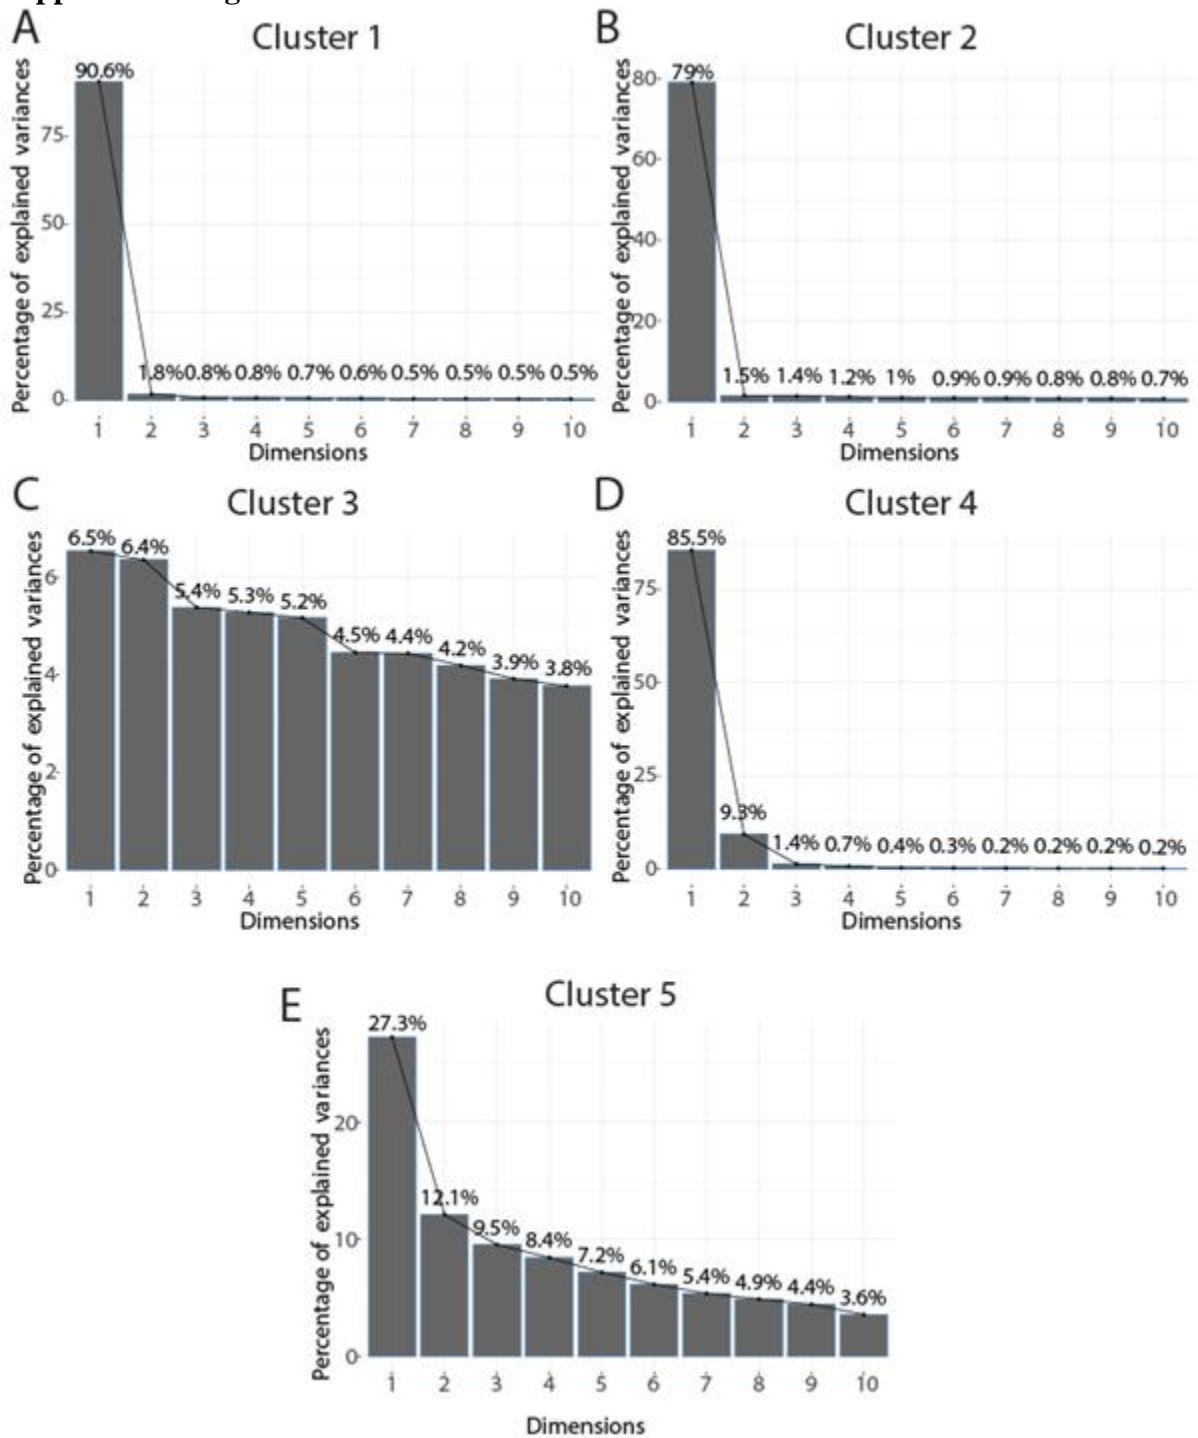 A
Cluster 1
Percentage of explained variances
90.6%
75
50
25
0
1.8% 0.8% 0.8% 0.7% 0.6% 0.5% 0.5% 0.5% 0.5%
1 2 3 4 5 6 7 8 9 10
Dimensions
B
Cluster 2
Percentage of explained variances
79%
80
60
40
20
0
1.5% 1.4% 1.2% 1% 0.9% 0.9% 0.8% 0.8% 0.7%
1 2 3 4 5 6 7 8 9 10
Dimensions
C
Cluster 3
Percentage of explained variances
6.5% 6.4% 5.4% 5.3% 5.2% 4.5% 4.4% 4.2% 3.9% 3.8%
6
4
2
0
1 2 3 4 5 6 7 8 9 10
Dimensions
D
Cluster 4
Percentage of explained variances
85.5%
75
50
25
0
9.3% 1.4% 0.7% 0.4% 0.3% 0.2% 0.2% 0.2% 0.2%
1 2 3 4 5 6 7 8 9 10
Dimensions
E
Cluster 5
Percentage of explained variances
27.3%
20
10
0
12.1% 9.5% 8.4% 7.2% 6.1% 5.4% 4.9% 4.4% 3.6%
1 2 3 4 5 6 7 8 9 10
Dimensions